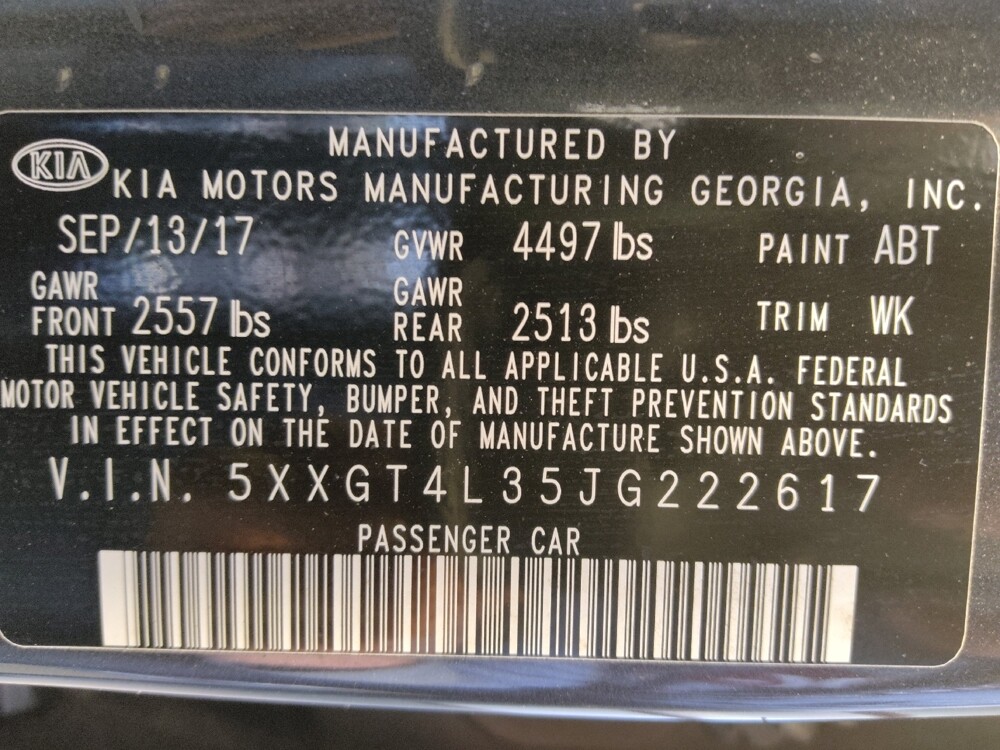 MANUFACTURED BY
KIA KIA MOTORS MANUFACTURING GEORGIA, INC.
SEP/13/17 GVWR 4497 lbs PAINT ABT
GAWR FRONT 2557 lbs GAWR REAR 2513 lbs TRIM WK
THIS VEHICLE CONFORMS TO ALL APPLICABLE U.S.A. FEDERAL
MOTOR VEHICLE SAFETY, BUMPER, AND THEFT PREVENTION STANDARDS
IN EFFECT ON THE DATE OF MANUFACTURE SHOWN ABOVE.
V.I.N. 5XXGT4L35JG222617
PASSENGER CAR